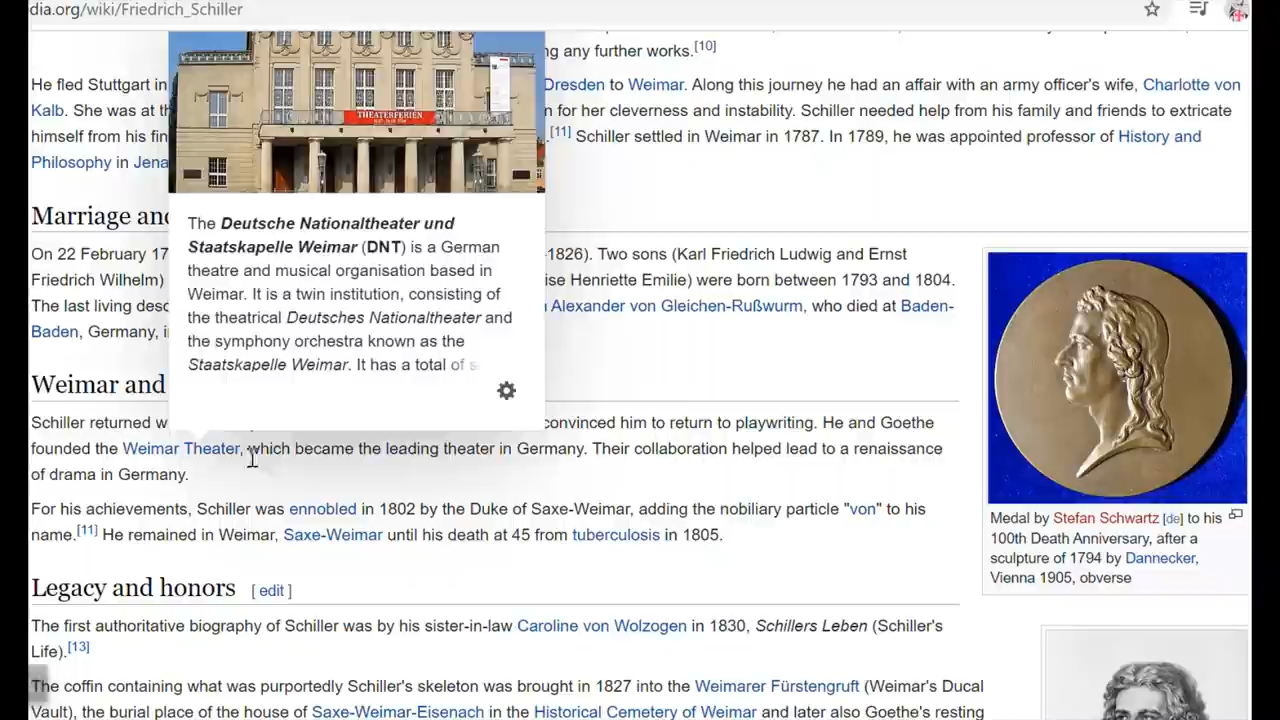 dia.org/wiki/Friedrich_Schiller
ng any further works.[10]
He fled Stuttgart in Dresden to Weimar. Along this journey he had an affair with an army officer's wife, Charlotte von
Kalb. She was at th n for her cleverness and instability. Schiller needed help from his family and friends to extricate
himself from his fin .[11] Schiller settled in Weimar in 1787. In 1789, he was appointed professor of History and
Philosophy in Jena
THEATERFERIEN
Marriage and
The Deutsche Nationaltheater und
Staatskapelle Weimar (DNT) is a German
theatre and musical organisation based in
Weimar. It is a twin institution, consisting of
the theatrical Deutsches Nationaltheater and
the symphony orchestra known as the
Staatskapelle Weimar. It has a total of s
On 22 February 17 -1826). Two sons (Karl Friedrich Ludwig and Ernst
Friedrich Wilhelm) ise Henriette Emilie) were born between 1793 and 1804.
The last living desc n Alexander von Gleichen-Rußwurm, who died at Baden-
Baden, Germany, i
Weimar and
Schiller returned w convinced him to return to playwriting. He and Goethe
founded the Weimar Theater, which became the leading theater in Germany. Their collaboration helped lead to a renaissance
of drama in Germany.
For his achievements, Schiller was ennobled in 1802 by the Duke of Saxe-Weimar, adding the nobiliary particle "von" to his
name.[11] He remained in Weimar, Saxe-Weimar until his death at 45 from tuberculosis in 1805.
Medal by Stefan Schwartz [de] to his
100th Death Anniversary, after a
sculpture of 1794 by Dannecker,
Vienna 1905, obverse
Legacy and honors [ edit ]
The first authoritative biography of Schiller was by his sister-in-law Caroline von Wolzogen in 1830, Schillers Leben (Schiller's
Life).[13]
The coffin containing what was purportedly Schiller's skeleton was brought in 1827 into the Weimarer Fürstengruft (Weimar's Ducal
Vault), the burial place of the house of Saxe-Weimar-Eisenach in the Historical Cemetery of Weimar and later also Goethe's resting